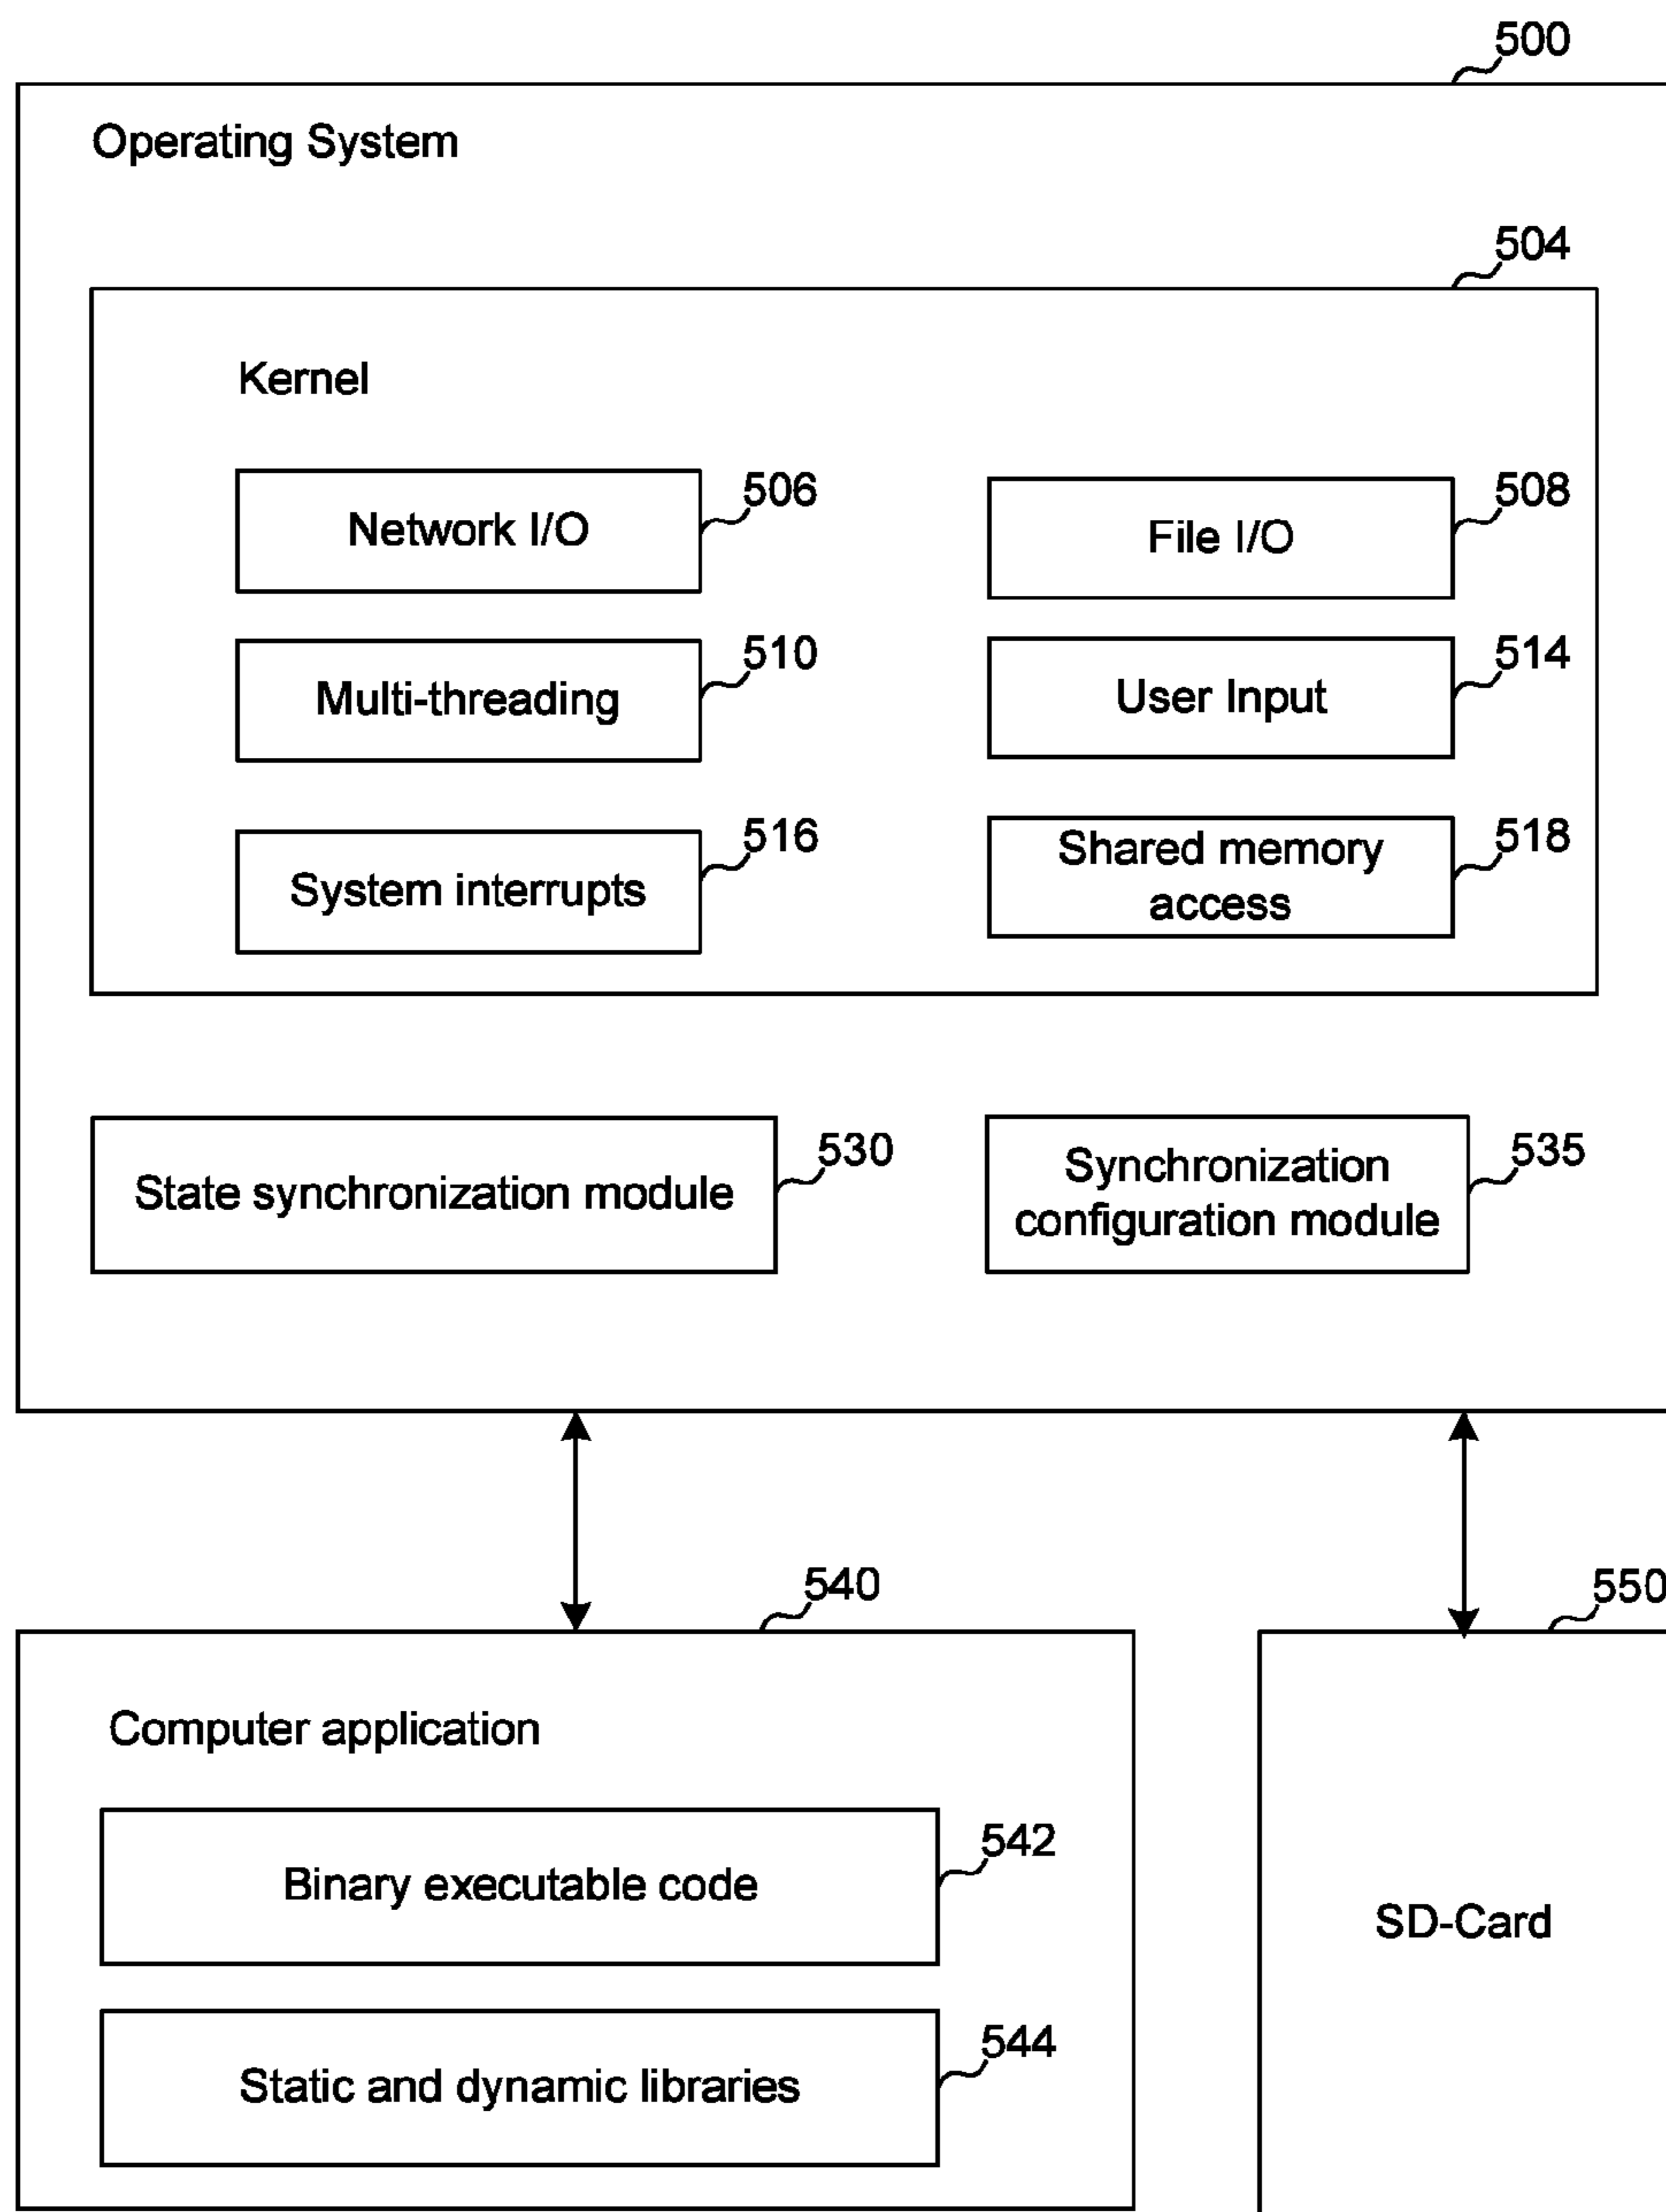 500
Operating System
504
Kernel
Network I/O
506
File I/O
508
Multi-threading
510
User Input
514
System interrupts
516
Shared memory
access
518
State synchronization module
530
Synchronization
configuration module
535
540
550
Computer application
Binary executable code
542
Static and dynamic libraries
544
SD-Card